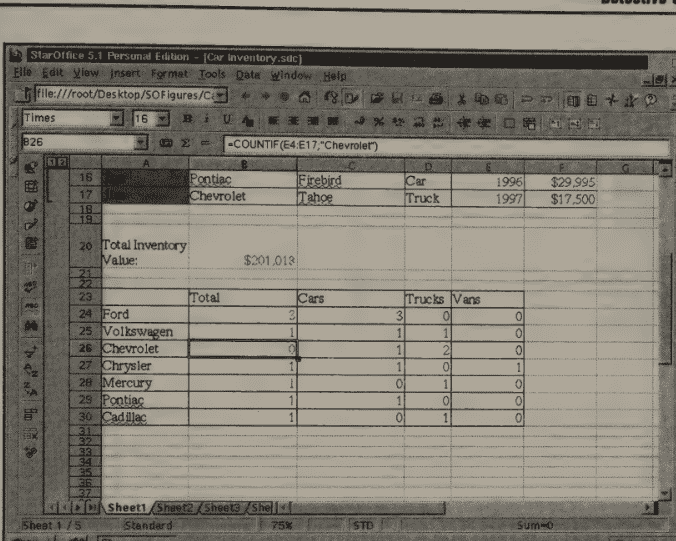 StarOffice 5.1 Personal Edition - [Car Inventory.sdc]
File Edit View Insert Format Tools Data Window Help
file:///root/Desktop/SOFigures/Ca
Times 16 B i U
B26 Σ = =COUNTIF(E4:E17;"Chevrolet")
A B C D E F G
16 Pontiac Firebird Car 1996 $29,995
17 Chevrolet Tahoe Truck 1997 $17,500
18
19
20 Total Inventory
Value: $201,013
21
22
23 Total Cars Trucks Vans
24 Ford 3 3 0 0
25 Volkswagen 1 1 1 0
26 Chevrolet 0 1 2 0
27 Chrysler 1 1 0 1
28 Mercury 1 0 1 0
29 Pontiac 1 1 0 0
30 Cadillac 1 0 1 0
31
32
33
34
35
36
37
Sheet1 Sheet2 Sheet3 She
Sheet 1 / 5 Standard 75% STD Sum=0